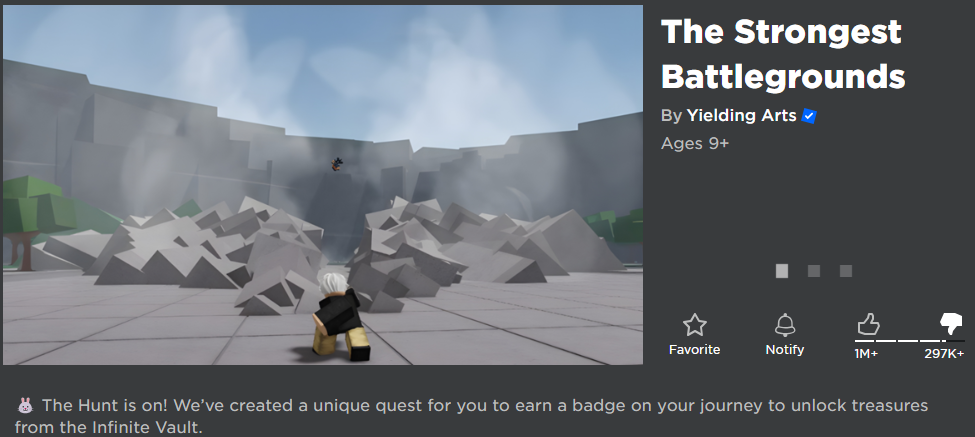 The Strongest
Battlegrounds
By Yielding Arts
Ages 9+
Favorite
Notify
1M+
297K+
The Hunt is on! We’ve created a unique quest for you to earn a badge on your journey to unlock treasures
from the Infinite Vault.